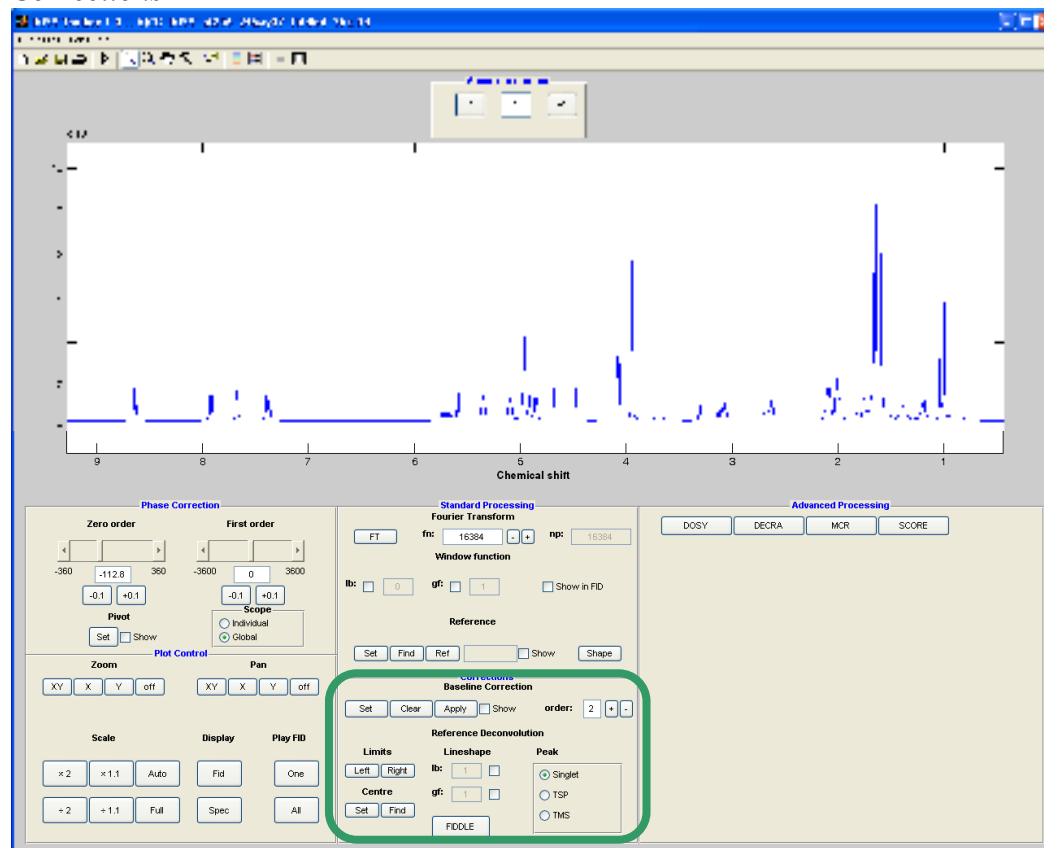 9 8 7 6 5 4 3 2 1
Chemical shift
Phase Correction
Zero order First order
-360 -112.8 360 -3600 0 3600
-0.1 +0.1 -0.1 +0.1
Pivot
Set Show
Scope
Individual
Global
Plot Control
Zoom Pan
XY X Y off XY X Y off
Scale Display Play FID
× 2 × 1.1 Auto Fid One
÷ 2 ÷ 1.1 Full Spec All
Standard Processing
Fourier Transform
FT fn: 16384 - + np: 16384
Window function
lb: 0 gf: 1 Show in FID
Reference
Set Find Ref Show Shape
Corrections
Baseline Correction
Set Clear Apply Show order: 2 + -
Reference Deconvolution
Limits Lineshape Peak
Left Right lb: 1 Singlet
Centre gf: 1 TSP
Set Find TMS
FIDDLE
Advanced Processing
DOSY DECRA MCR SCORE